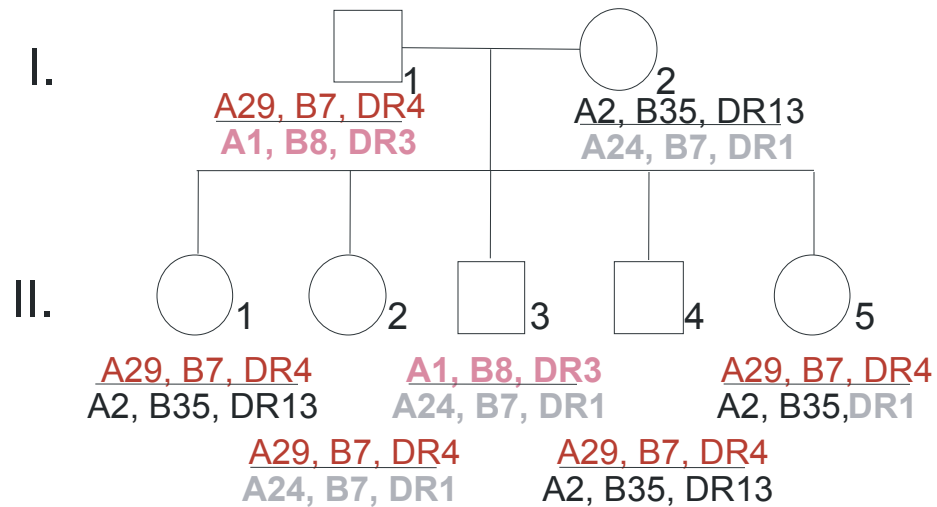 I.
1
2
A29, B7, DR4
A1, B8, DR3
A2, B35, DR13
A24, B7, DR1
II.
1
2
3
4
5
A29, B7, DR4
A2, B35, DR13
A1, B8, DR3
A24, B7, DR1
A29, B7, DR4
A2, B35,DR1
A29, B7, DR4
A24, B7, DR1
A29, B7, DR4
A2, B35, DR13